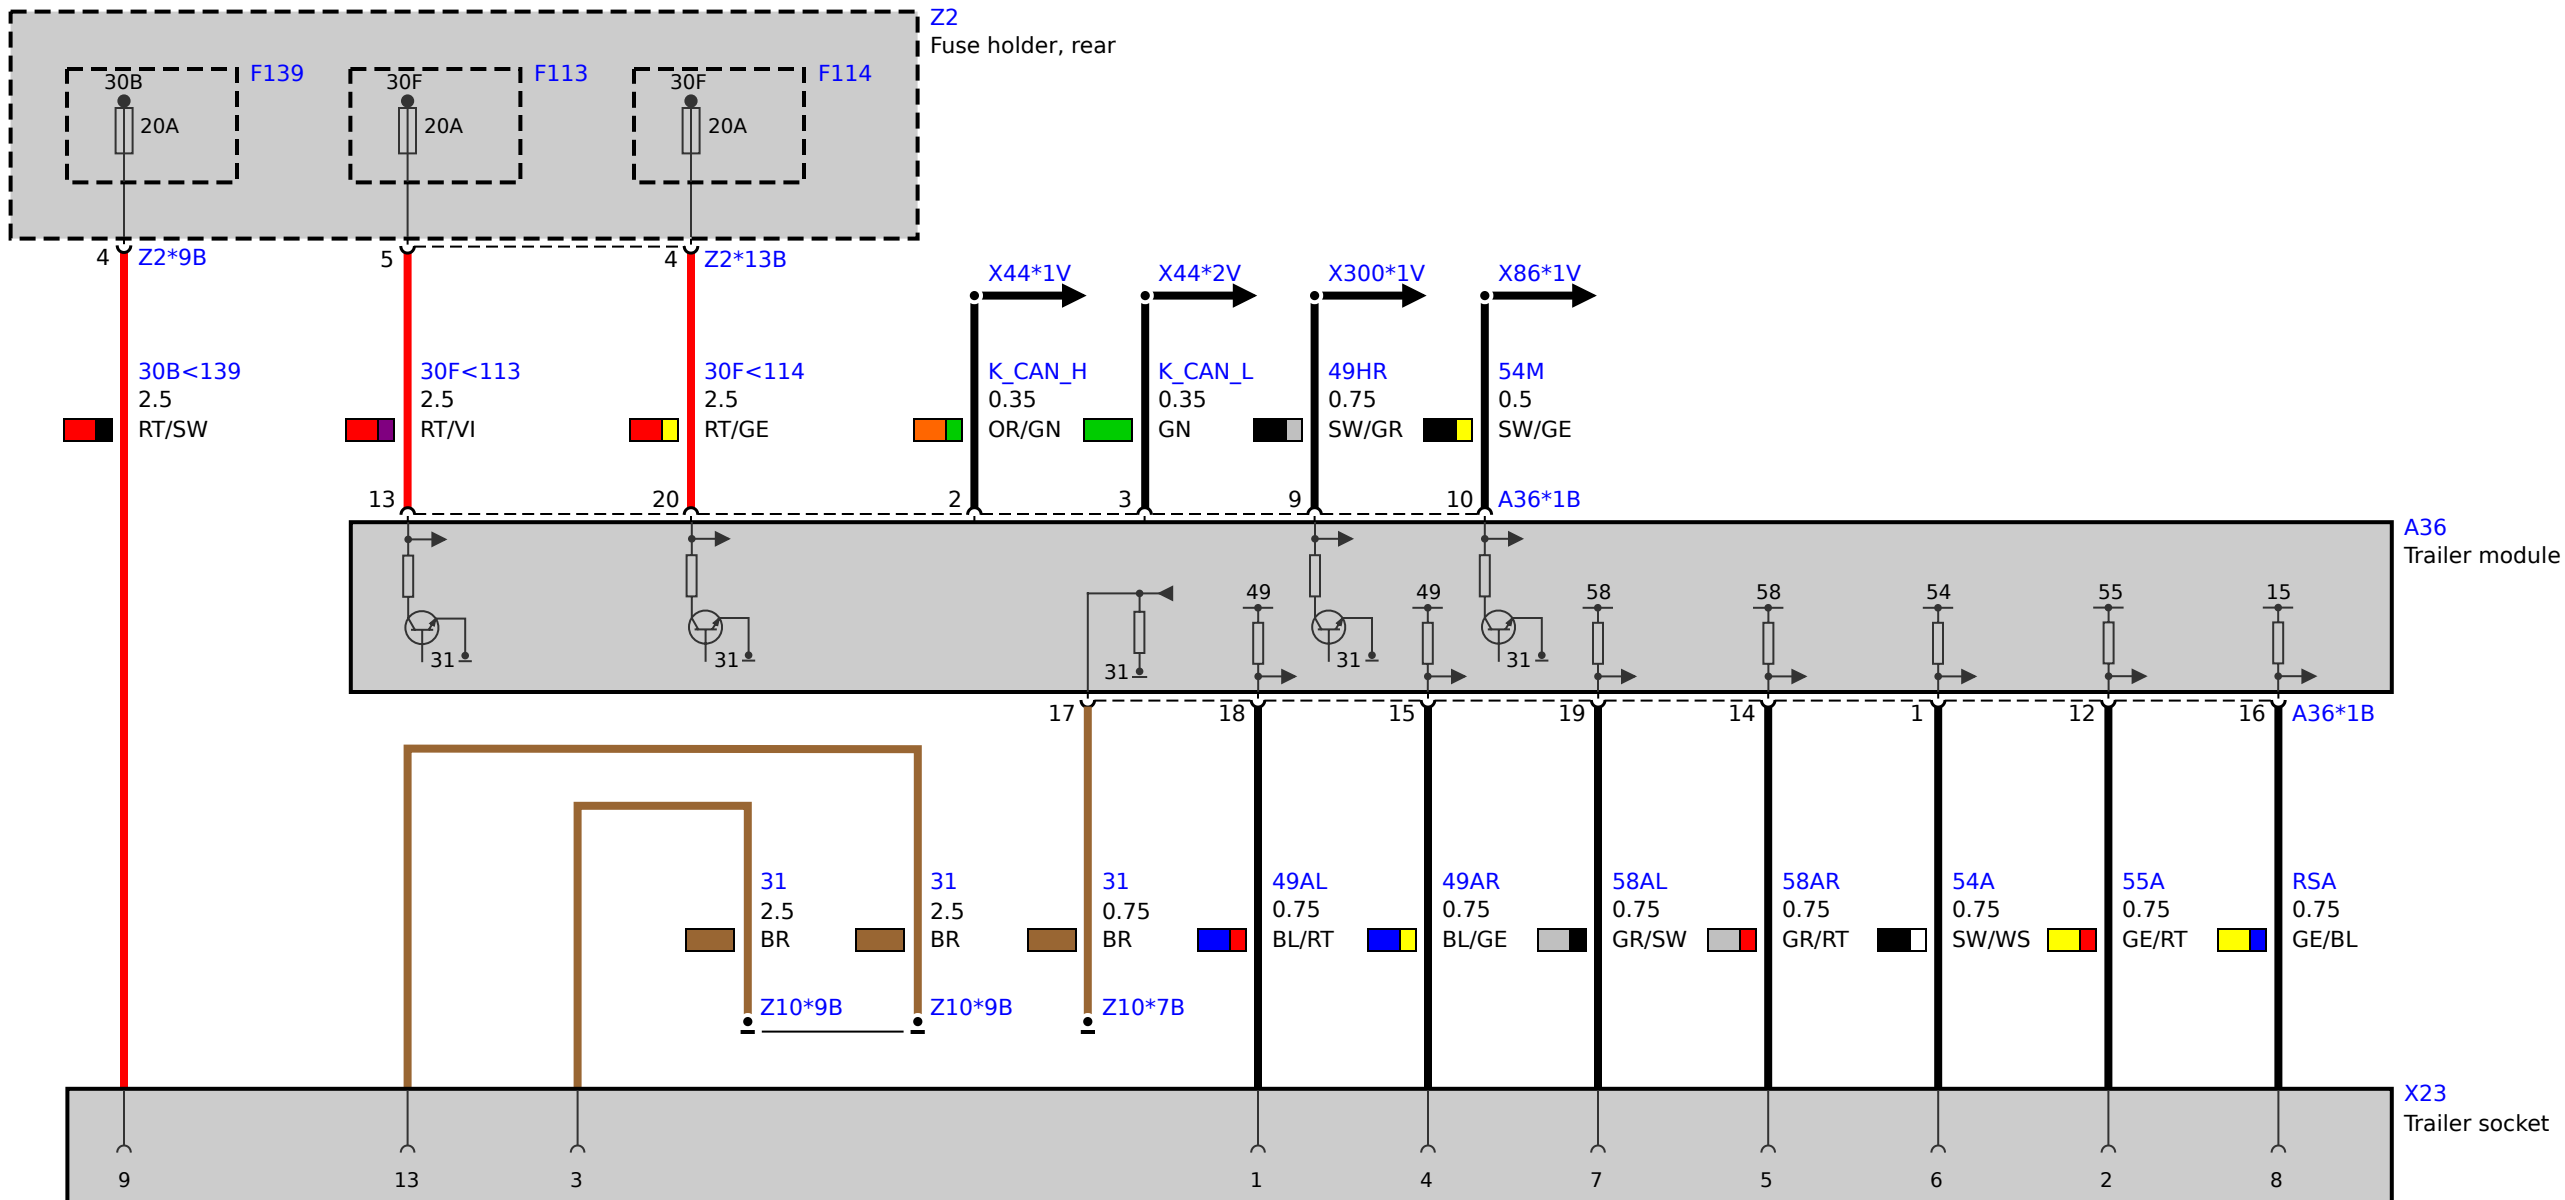 Z2
Fuse holder, rear
30B F139 30F F113 30F F114
20A 20A 20A
4 Z2*9B 5 4 Z2*13B
X44*1V X44*2V X300*1V X86*1V
30B<139 30F<113 30F<114 K_CAN_H K_CAN_L 49HR 54M
2.5 2.5 2.5 0.35 0.35 0.75 0.5
RT/SW RT/VI RT/GE OR/GN GN SW/GR SW/GE
13 20 2 3 9 10 A36*1B
A36
Trailer module
49 49 58 58 54 55 15
31 31 31 31 31
17 18 15 19 14 1 12 16 A36*1B
31 31 31 49AL 49AR 58AL 58AR 54A 55A RSA
2.5 2.5 0.75 0.75 0.75 0.75 0.75 0.75 0.75 0.75
BR BR BR BL/RT BL/GE GR/SW GR/RT SW/WS GE/RT GE/BL
Z10*9B Z10*9B Z10*7B
X23
Trailer socket
9 13 3 1 4 7 5 6 2 8